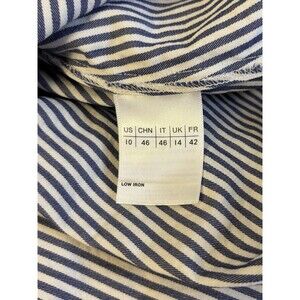 US CHN IT UK FR
10 46 46 14 42
LOW IRON